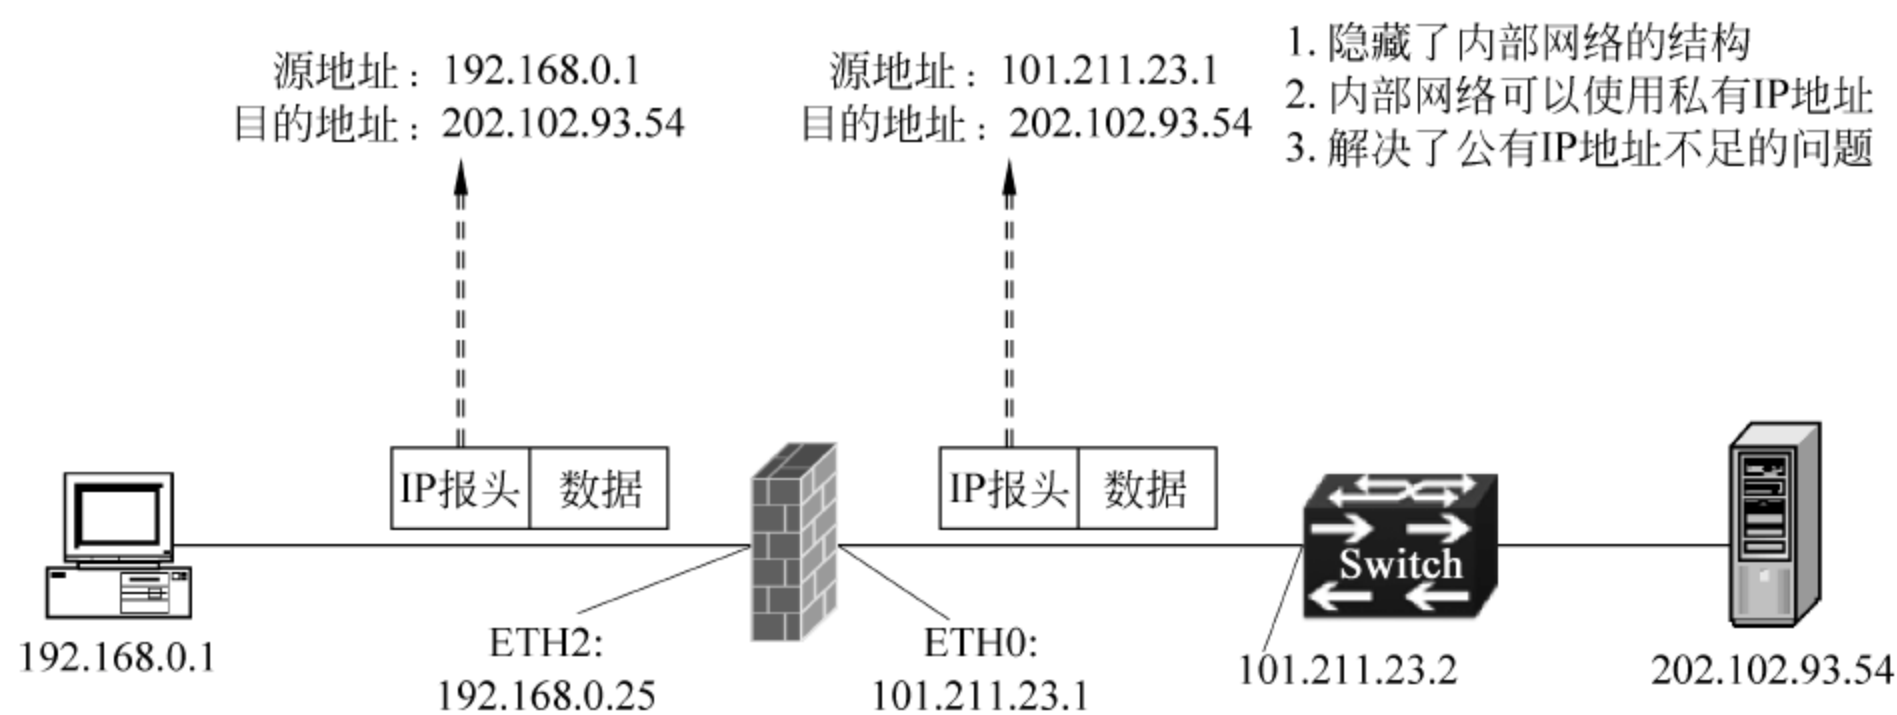 源地址：192.168.0.1
目的地址：202.102.93.54
源地址：101.211.23.1
目的地址：202.102.93.54
1. 隐藏了内部网络的结构
2. 内部网络可以使用私有IP地址
3. 解决了公有IP地址不足的问题
IP报头 数据
IP报头 数据
Switch
192.168.0.1
ETH2:
192.168.0.25
ETH0:
101.211.23.1
101.211.23.2
202.102.93.54